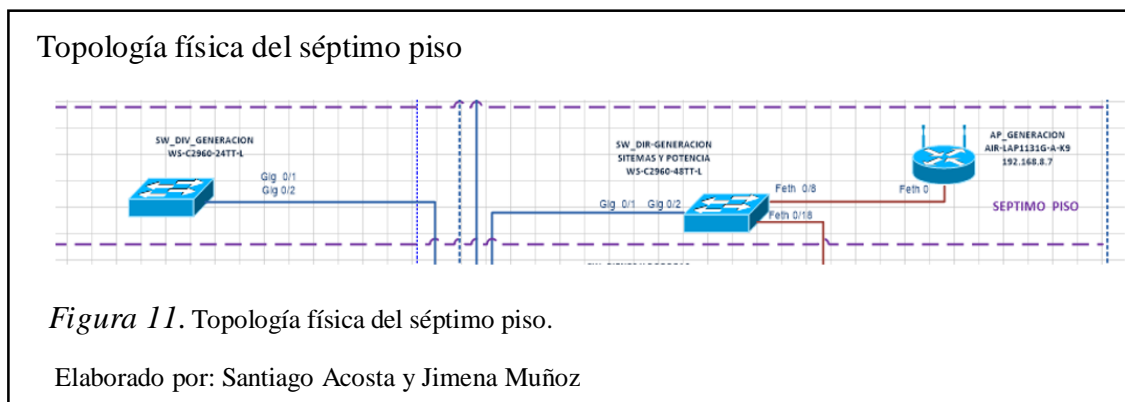 Topología física del séptimo piso
SW_DIV_GENERACION
WS-C2960-24TT-L
Gig 0/1
Gig 0/2
SW_DIR-GENERACION
SITEMAS Y POTENCIA
WS-C2960-48TT-L
Gig 0/1 Gig 0/2
Feth 0/8
Feth 0/18
Feth 0
AP_GENERACION
AIR-LAP1131G-A-K9
192.168.8.7
SEPTIMO PISO
Figura 11. Topología física del séptimo piso.
Elaborado por: Santiago Acosta y Jimena Muñoz